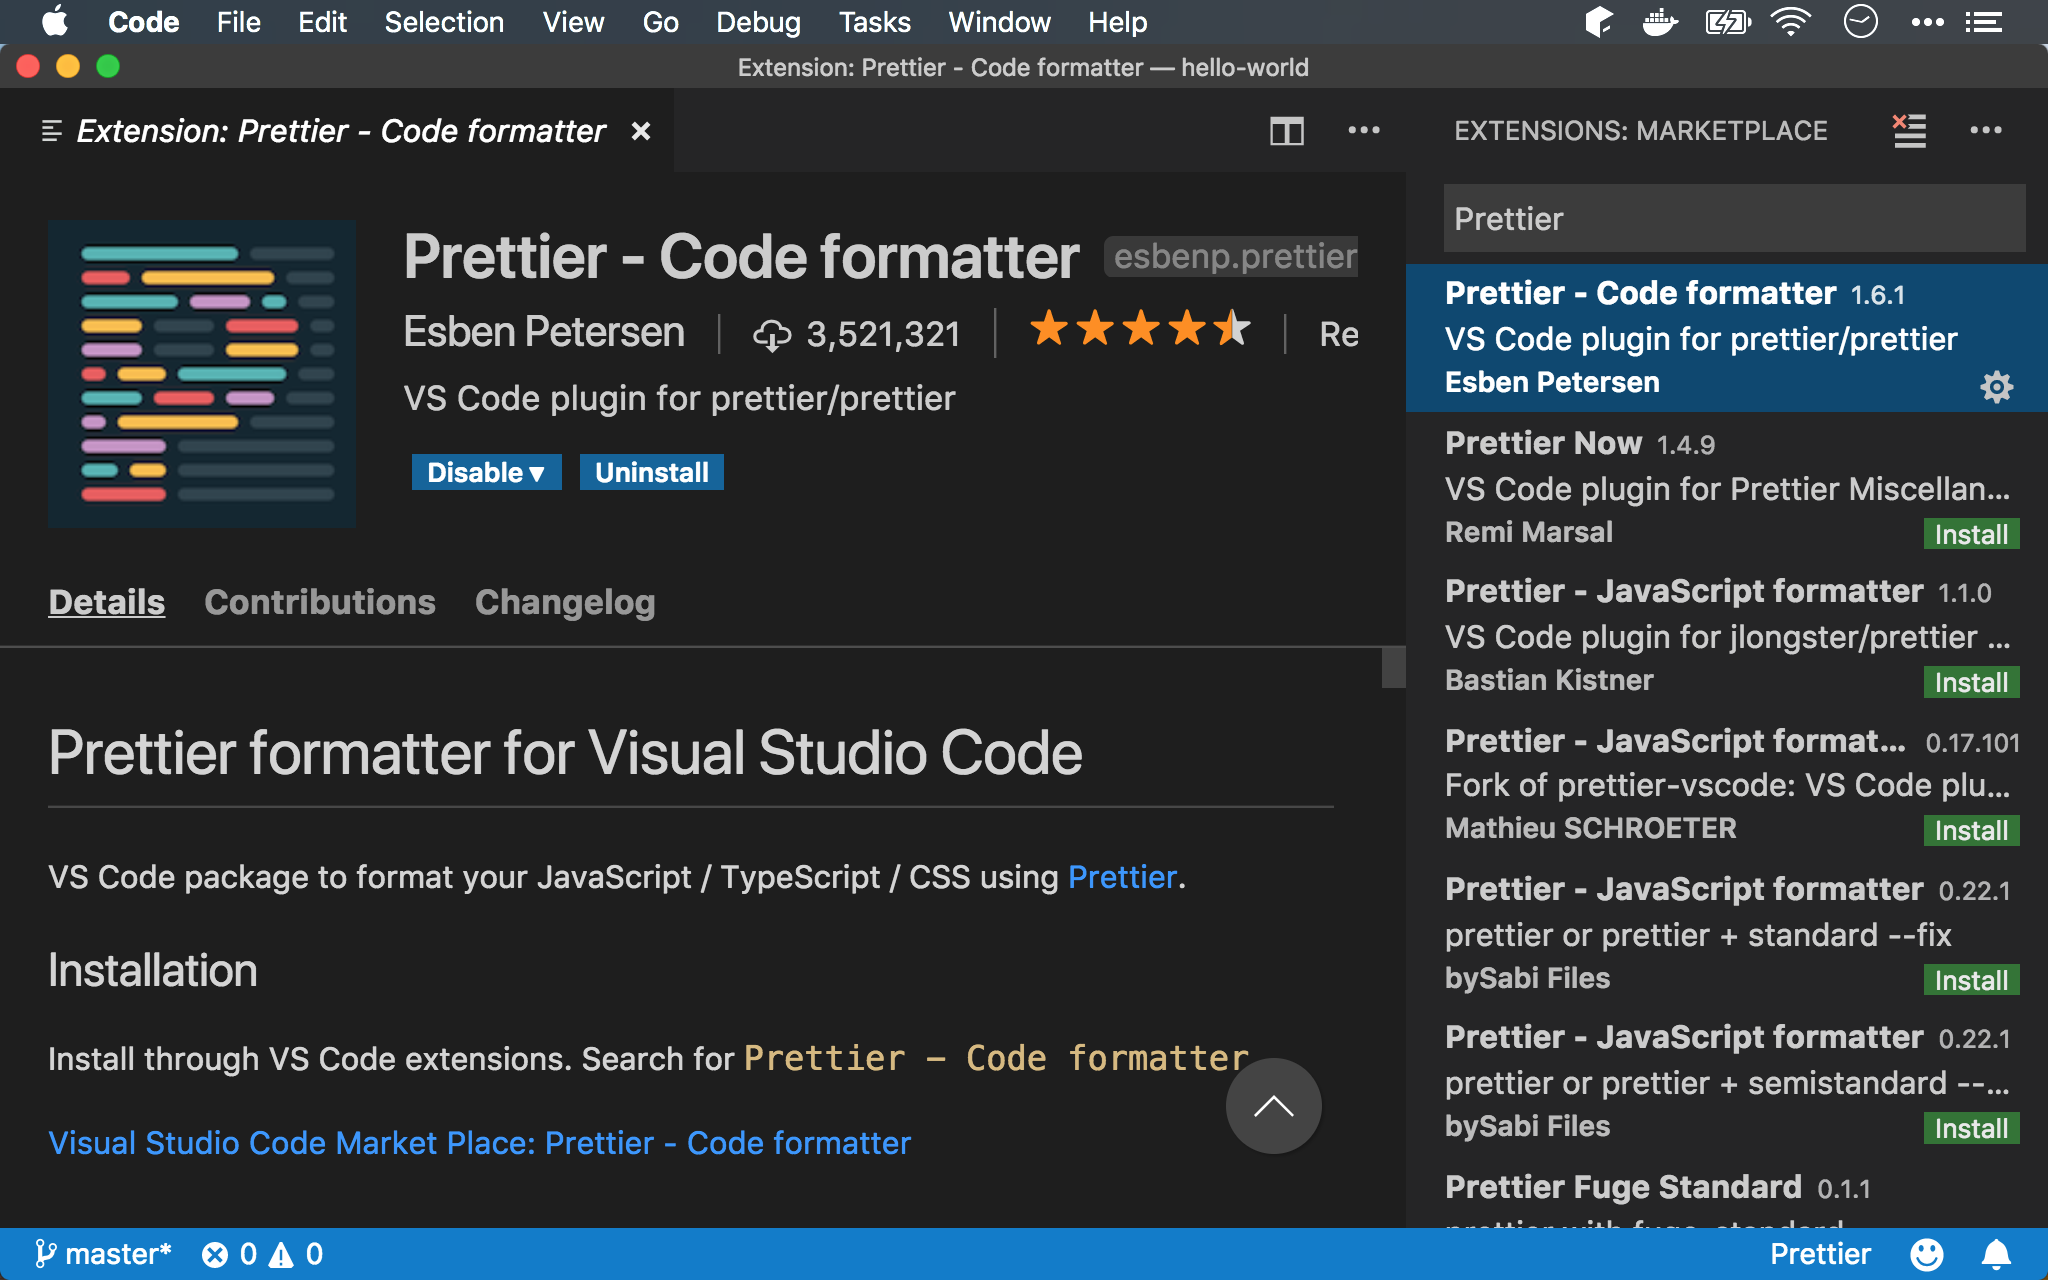 Code File Edit Selection View Go Debug Tasks Window Help
Extension: Prettier - Code formatter — hello-world
Extension: Prettier - Code formatter
Prettier - Code formatter esbenp.prettier
Esben Petersen 3,521,321 Re
VS Code plugin for prettier/prettier
Disable ▾ Uninstall
Details Contributions Changelog
Prettier formatter for Visual Studio Code
VS Code package to format your JavaScript / TypeScript / CSS using Prettier.
Installation
Install through VS Code extensions. Search for Prettier - Code formatter
Visual Studio Code Market Place: Prettier - Code formatter
EXTENSIONS: MARKETPLACE
Prettier
Prettier - Code formatter 1.6.1
VS Code plugin for prettier/prettier
Esben Petersen
Prettier Now 1.4.9
VS Code plugin for Prettier Miscellan...
Remi Marsal Install
Prettier - JavaScript formatter 1.1.0
VS Code plugin for jlongster/prettier ...
Bastian Kistner Install
Prettier - JavaScript format... 0.17.101
Fork of prettier-vscode: VS Code plu...
Mathieu SCHROETER Install
Prettier - JavaScript formatter 0.22.1
prettier or prettier + standard --fix
bySabi Files Install
Prettier - JavaScript formatter 0.22.1
prettier or prettier + semistandard --...
bySabi Files Install
Prettier Fuge Standard 0.1.1
master* 0 0 Prettier